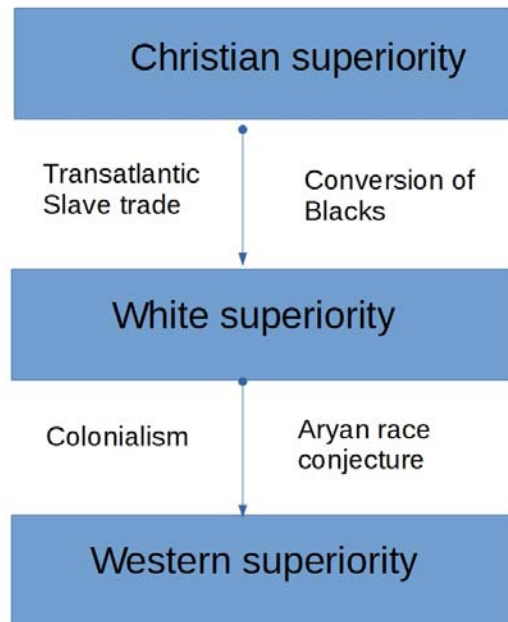 Christian superiority
Transatlantic
Slave trade
Conversion of
Blacks
White superiority
Colonialism
Aryan race
conjecture
Western superiority